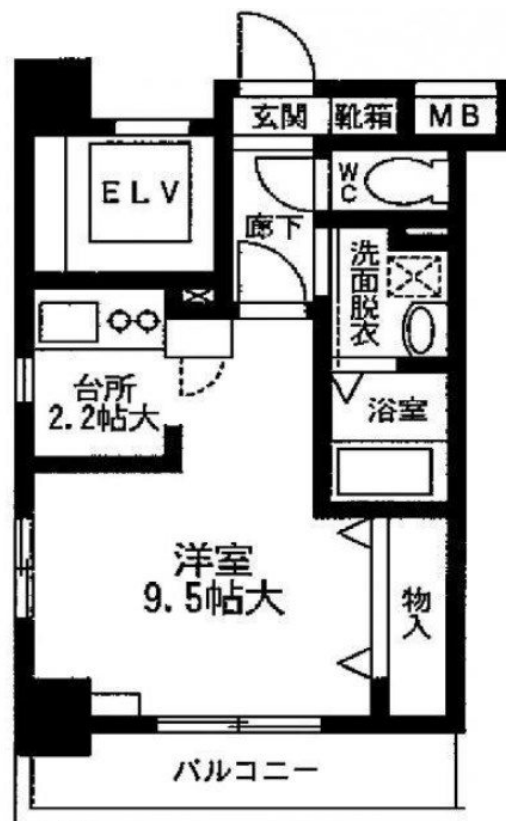 玄関
靴箱
MB
ELV
WC
廊下
洗面脱衣
台所
2.2帖大
浴室
洋室
9.5帖大
物入
バルコニー